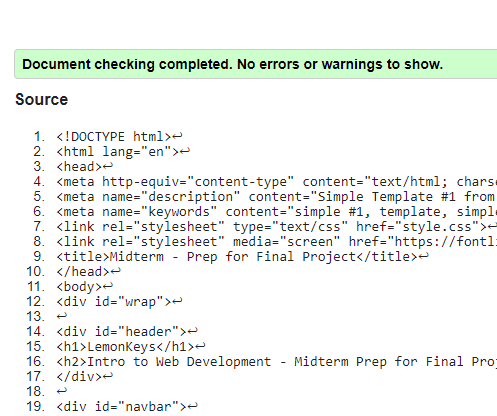 Document checking completed. No errors or warnings to show.
Source
1. <!DOCTYPE html>↩
2. <html lang="en">↩
3. <head>↩
4. <meta http-equiv="content-type" content="text/html; charse
5. <meta name="description" content="Simple Template #1 from
6. <meta name="keywords" content="simple #1, template, simple
7. <link rel="stylesheet" type="text/css" href="style.css">↩
8. <link rel="stylesheet" media="screen" href="https://fontli
9. <title>Midterm - Prep for Final Project</title>↩
10. </head>↩
11. <body>↩
12. <div id="wrap">↩
13. ↩
14. <div id="header">↩
15. <h1>LemonKeys</h1>↩
16. <h2>Intro to Web Development - Midterm Prep for Final Proj
17. </div>↩
18. ↩
19. <div id="navbar">↩